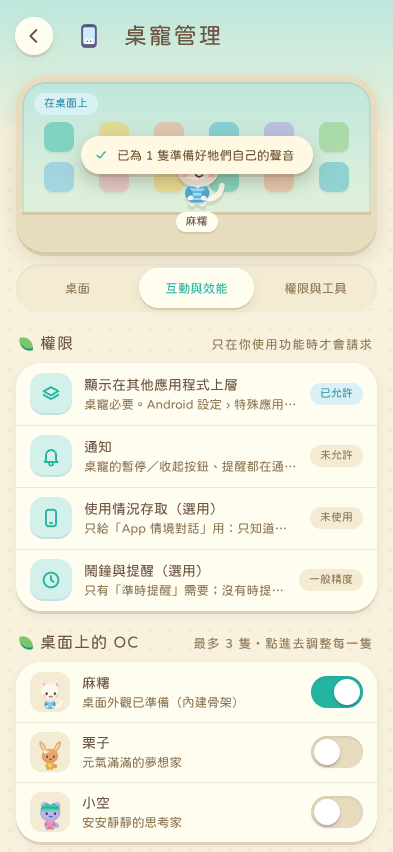 桌寵管理
在桌面上
已為 1 隻準備好牠們自己的聲音
麻糬
桌面
互動與效能
權限與工具
權限
只在你使用功能時才會請求
顯示在其他應用程式上層
桌寵必要。Android 設定 › 特殊應用…
已允許
通知
桌寵的暫停／收起按鈕、提醒都在通…
未允許
使用情況存取（選用）
只給「App 情境對話」用：只知道…
未使用
鬧鐘與提醒（選用）
只有「準時提醒」需要；沒有時提…
一般精度
桌面上的 OC
最多 3 隻・點進去調整每一隻
麻糬
桌面外觀已準備（內建骨架）
栗子
元氣滿滿的夢想家
小空
安安靜靜的思考家